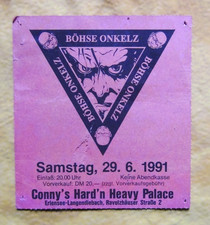 BÖHSE ONKELZ
BÖHSE ONKELZ
BÖHSE ONKELZ
Samstag, 29. 6. 1991
Einlaß: 20.00 Uhr
Keine Abendkasse
Vorverkauf: DM 20,— (zzgl. Vorverkaufsgebühr)
Conny's Hard'n Heavy Palace
Erlensee-Langendiebach, Ravolzhäuser Straße 2